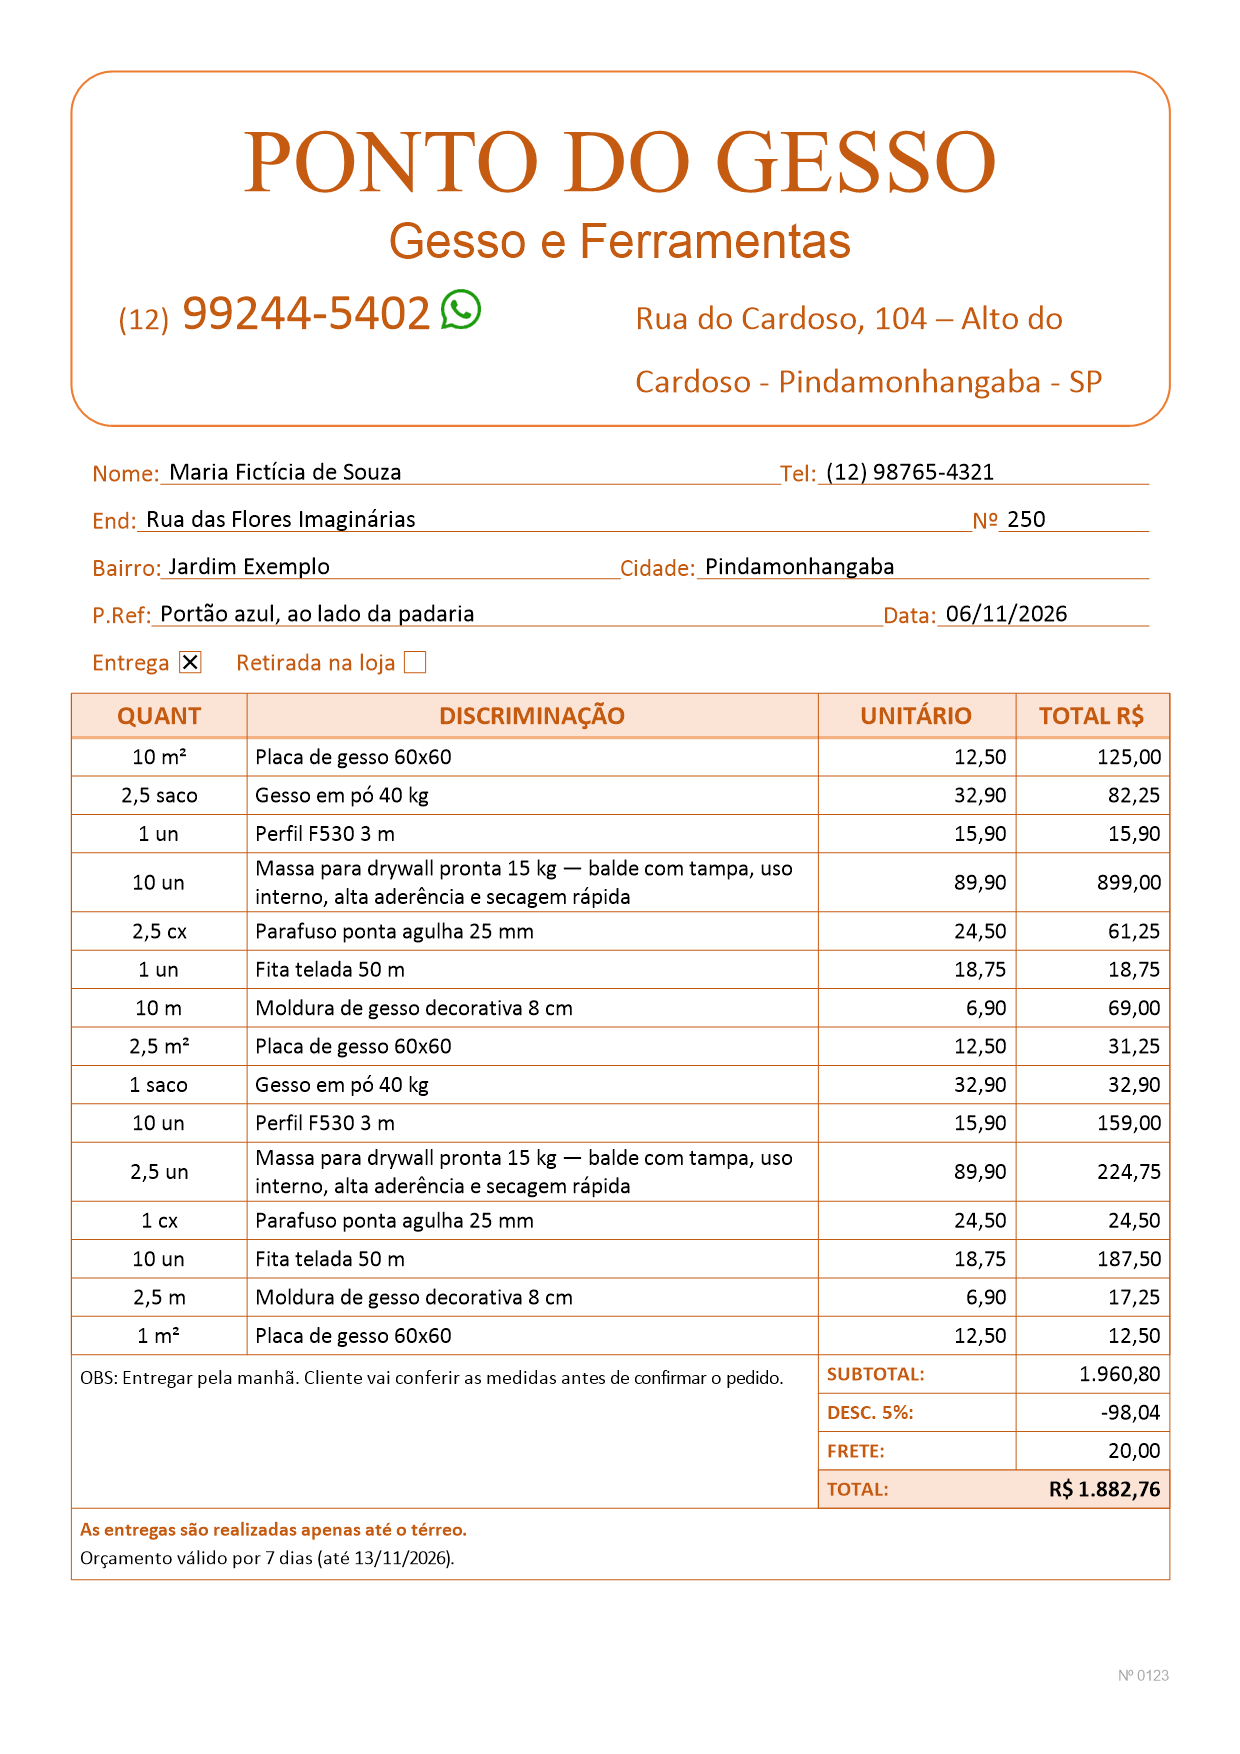 PONTO DO GESSO
Gesso e Ferramentas
(12) 99244-5402
Rua do Cardoso, 104 – Alto do
Cardoso - Pindamonhangaba - SP
Nome: Maria Fictícia de Souza Tel: (12) 98765-4321
End: Rua das Flores Imaginárias Nº 250
Bairro: Jardim Exemplo Cidade: Pindamonhangaba
P.Ref: Portão azul, ao lado da padaria Data: 06/11/2026
Entrega ☒ Retirada na loja ☐
QUANT DISCRIMINAÇÃO UNITÁRIO TOTAL R$
10 m² Placa de gesso 60x60 12,50 125,00
2,5 saco Gesso em pó 40 kg 32,90 82,25
1 un Perfil F530 3 m 15,90 15,90
10 un Massa para drywall pronta 15 kg — balde com tampa, uso
interno, alta aderência e secagem rápida 89,90 899,00
2,5 cx Parafuso ponta agulha 25 mm 24,50 61,25
1 un Fita telada 50 m 18,75 18,75
10 m Moldura de gesso decorativa 8 cm 6,90 69,00
2,5 m² Placa de gesso 60x60 12,50 31,25
1 saco Gesso em pó 40 kg 32,90 32,90
10 un Perfil F530 3 m 15,90 159,00
2,5 un Massa para drywall pronta 15 kg — balde com tampa, uso
interno, alta aderência e secagem rápida 89,90 224,75
1 cx Parafuso ponta agulha 25 mm 24,50 24,50
10 un Fita telada 50 m 18,75 187,50
2,5 m Moldura de gesso decorativa 8 cm 6,90 17,25
1 m² Placa de gesso 60x60 12,50 12,50
OBS: Entregar pela manhã. Cliente vai conferir as medidas antes de confirmar o pedido.
SUBTOTAL: 1.960,80
DESC. 5%: -98,04
FRETE: 20,00
TOTAL: R$ 1.882,76
As entregas são realizadas apenas até o térreo.
Orçamento válido por 7 dias (até 13/11/2026).
Nº 0123